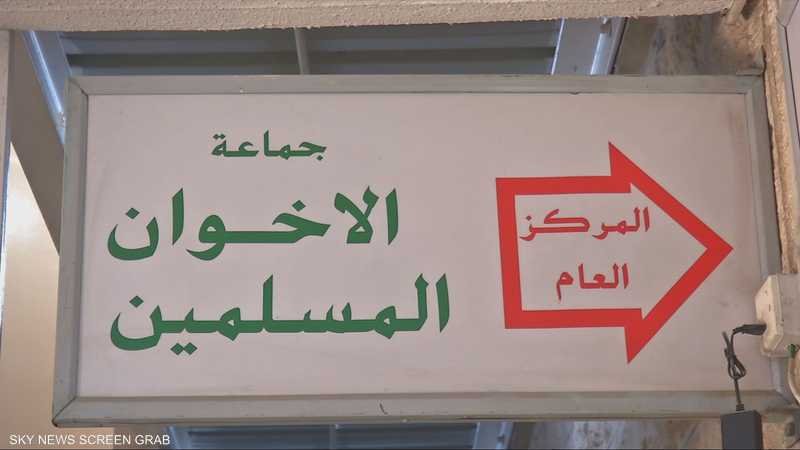 جماعة
الاخوان
المسلمين
المركز
العام
SKY NEWS SCREEN GRAB